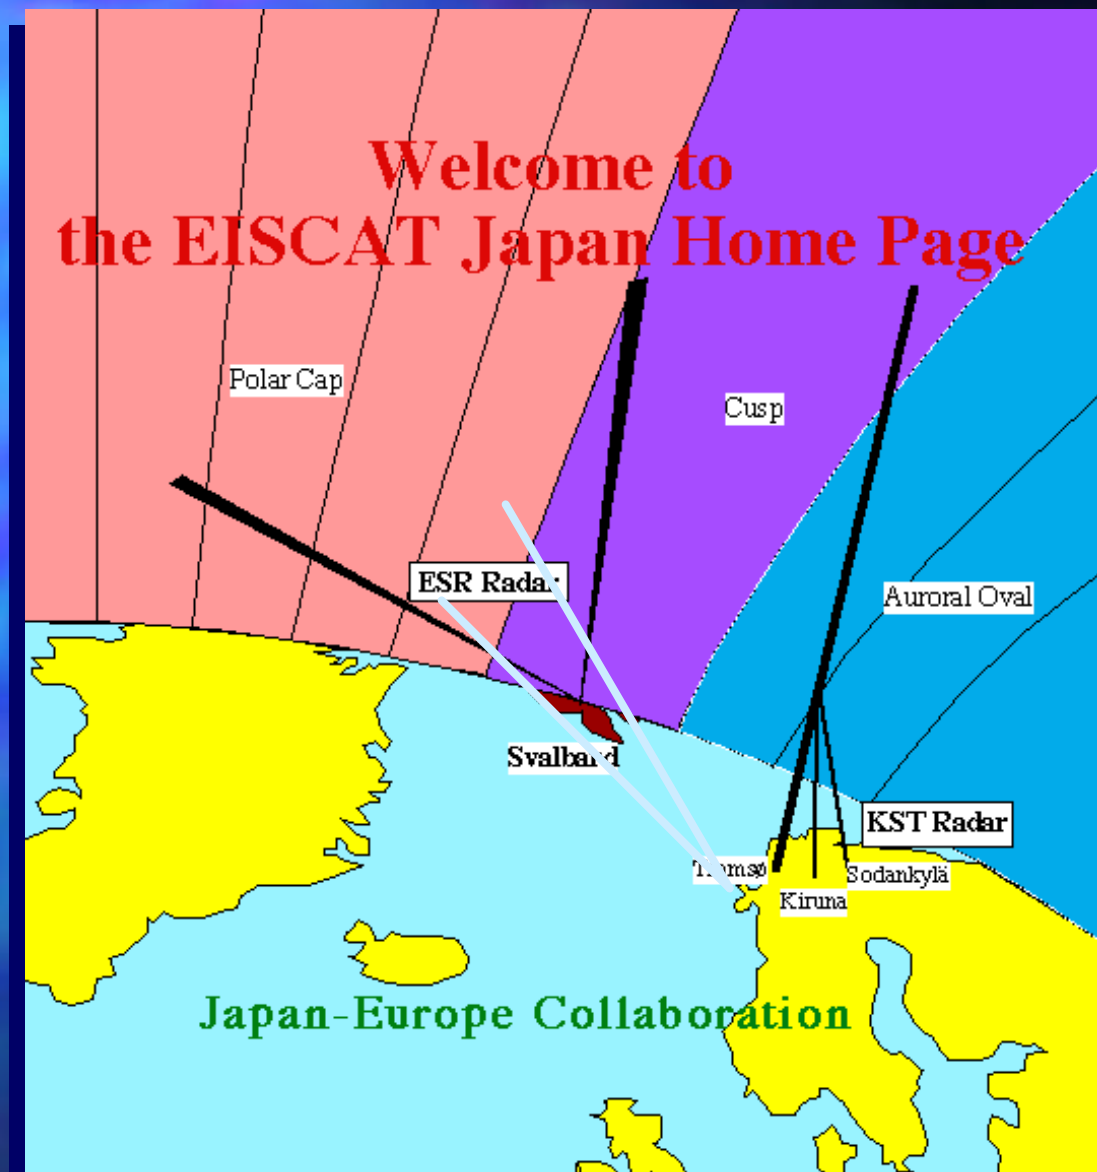 Welcome to
the EISCAT Japan Home Page
Polar Cap
Cusp
ESR Radar
Auroral Oval
Svalbard
KST Radar
Tromsø
Sodankylä
Kiruna
Japan-Europe Collaboration